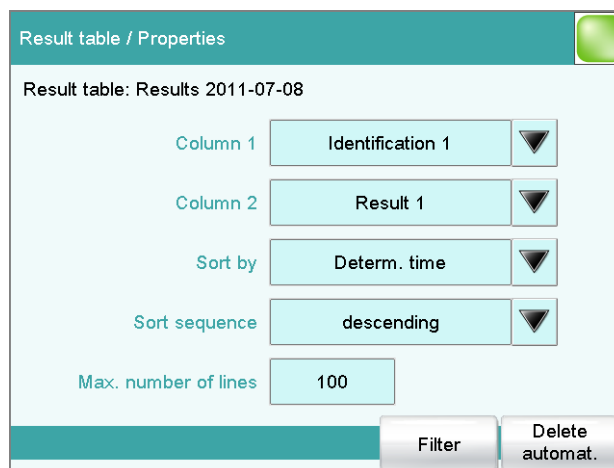 Result table / Properties
Result table: Results 2011-07-08
Column 1 Identification 1
Column 2 Result 1
Sort by Determ. time
Sort sequence descending
Max. number of lines 100
Filter
Delete
automat.